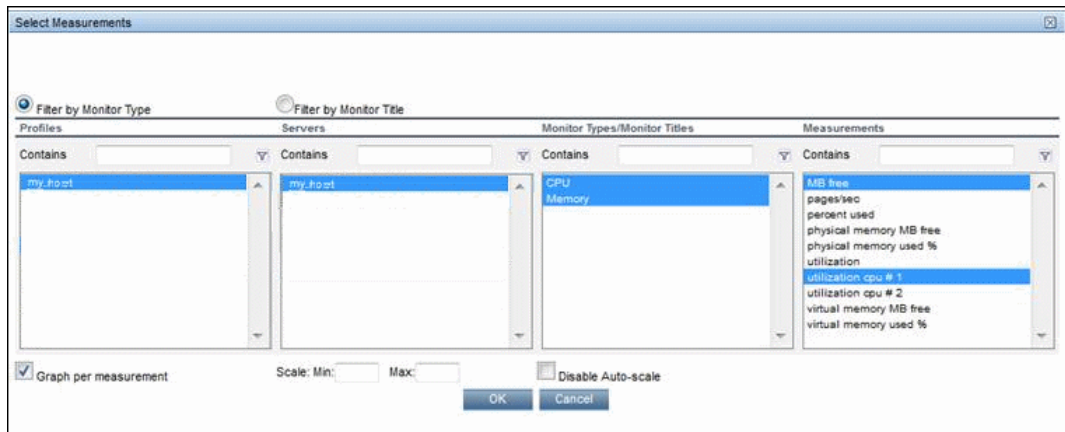 Select Measurements
Filter by Monitor Type
Filter by Monitor Title
Profiles
Servers
Monitor Types/Monitor Titles
Measurements
Contains
Contains
Contains
Contains
my_host
my_host
CPU
Memory
MB free
pages/sec
percent used
physical memory MB free
physical memory used %
utilization
utilization cpu # 1
utilization cpu # 2
virtual memory MB free
virtual memory used %
Graph per measurement
Scale: Min:
Max:
Disable Auto-scale
OK
Cancel